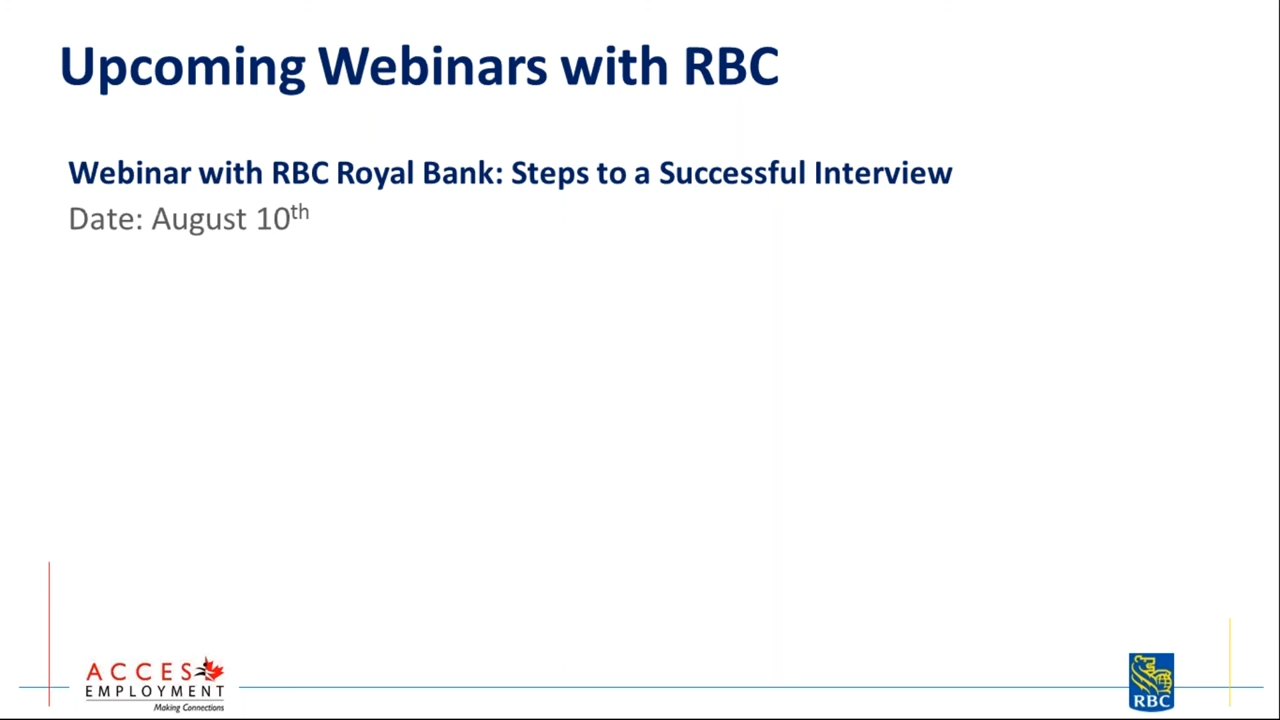 Upcoming Webinars with RBC
Webinar with RBC Royal Bank: Steps to a Successful Interview
Date: August 10th
ACCES
EMPLOYMENT
Making Connections
RBC